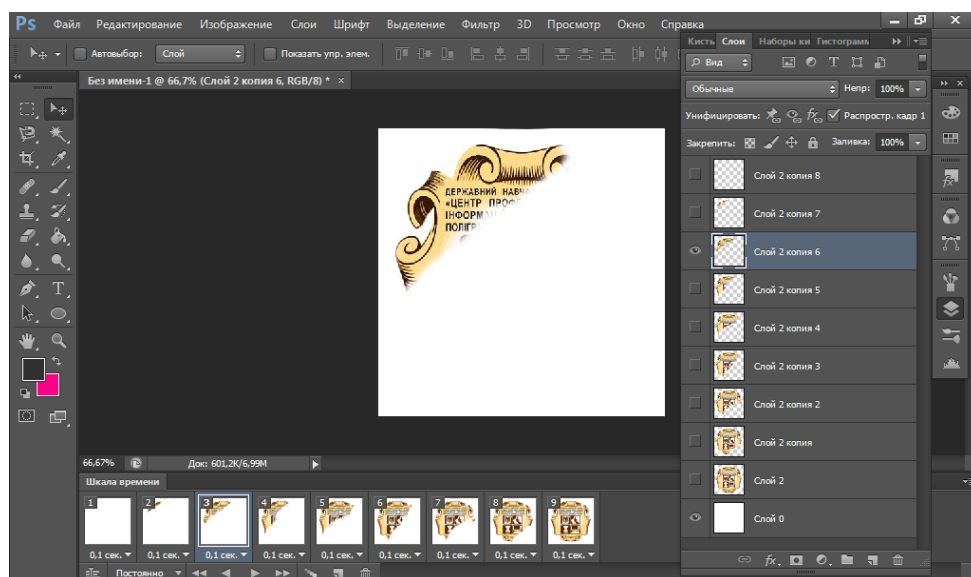 Ps Файл Редактирование Изображение Слои Шрифт Выделение Фильтр 3D Просмотр Окно Справка
Автовыбор: Слой Показать упр. элем.
Без имени-1 @ 66,7% (Слой 2 копия 6, RGB/8) * ×
ДЕРЖАВНИЙ
«ЦЕНТР
66,67% Док: 601,2K/6,99M
Шкала времени
1 2 3 4 5 6 7 8 9
0,1 сек. 0,1 сек. 0,1 сек. 0,1 сек. 0,1 сек. 0,1 сек. 0,1 сек. 0,1 сек. 0,1 сек.
Постоянно
Кисть Слои Наборы ки Гистограмм
Вид
Обычные Непр: 100%
Унифицировать: Распростр. кадр 1
Закрепить: Заливка: 100%
Слой 2 копия 8
Слой 2 копия 7
Слой 2 копия 6
Слой 2 копия 5
Слой 2 копия 4
Слой 2 копия 3
Слой 2 копия 2
Слой 2 копия
Слой 2
Слой 0